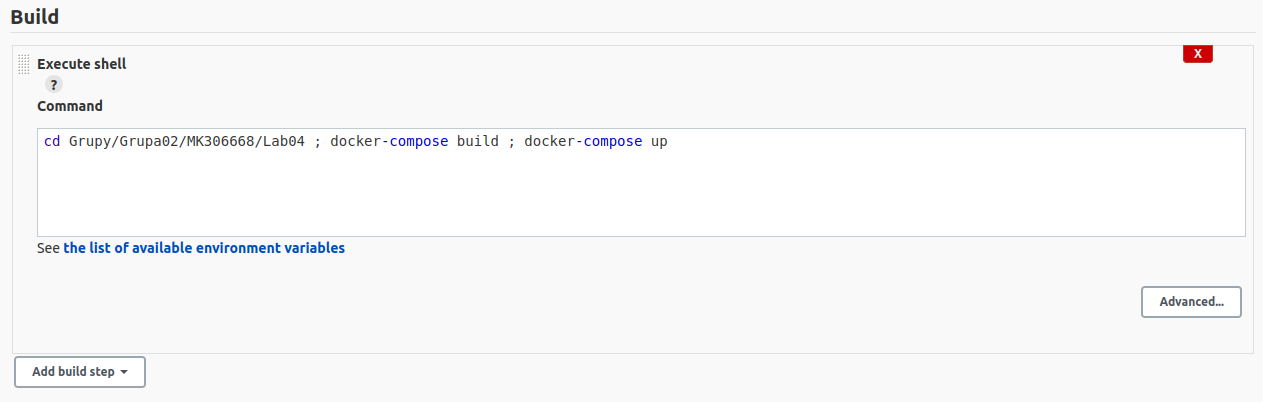 Build
X
Execute shell
?
Command
cd Grupy/Grupa02/MK306668/Lab04 ; docker-compose build ; docker-compose up
See the list of available environment variables
Advanced...
Add build step